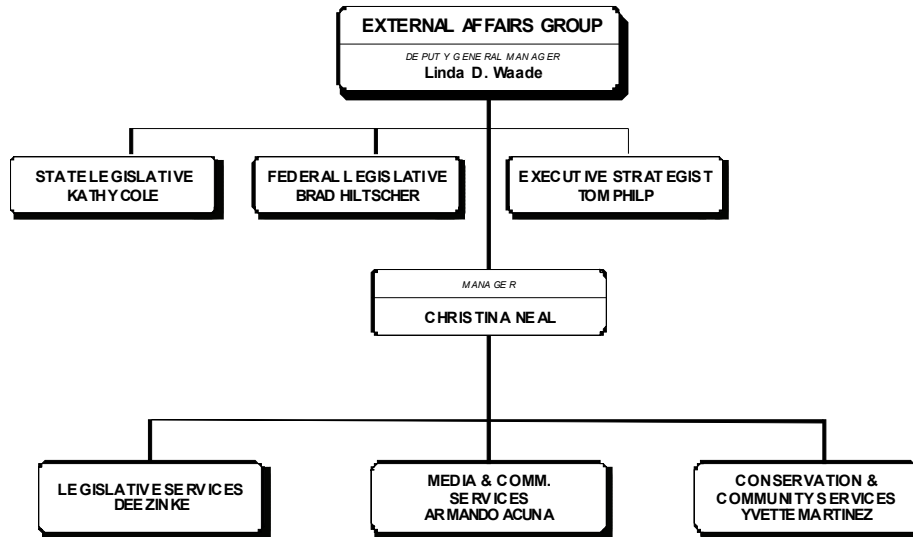 EXTERNAL AFFAIRS GROUP
DEPUTY GENERAL MANAGER
Linda D. Waade
STATE LEGISLATIVE
KATHY COLE
FEDERAL LEGISLATIVE
BRAD HILTSCHER
EXECUTIVE STRATEGIST
TOM PHILP
MANAGER
CHRISTINA NEAL
LEGISLATIVE SERVICES
DEE ZINKE
MEDIA & COMM.
SERVICES
ARMANDO ACUNA
CONSERVATION &
COMMUNITY SERVICES
YVETTE MARTINEZ